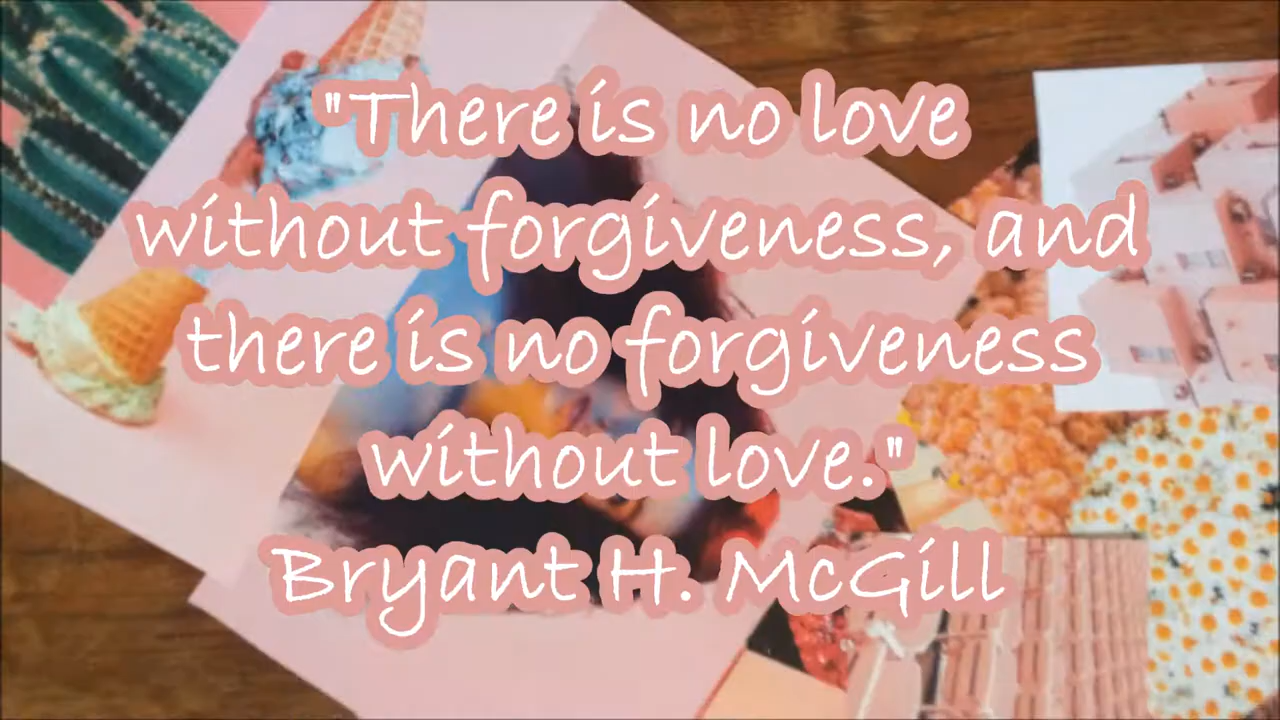 "There is no love
without forgiveness, and
there is no forgiveness
without love."
Bryant H. McGill